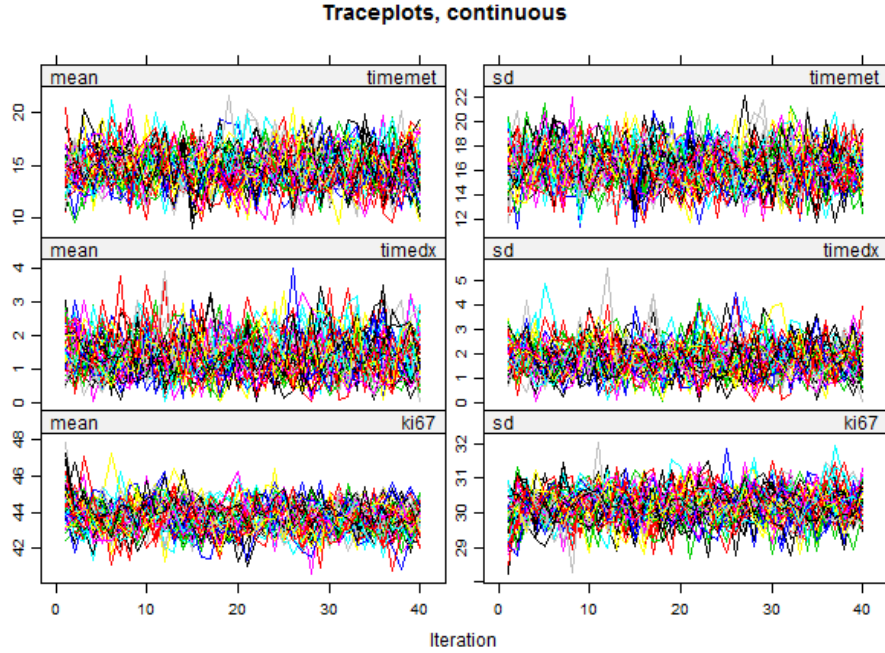 Traceplots, continuous
mean timemet
sd timemet
20
15
10
22
20
18
16
14
12
mean timedx
sd timedx
4
3
2
1
0
5
4
3
2
1
0
mean ki67
sd ki67
48
46
44
42
32
31
30
29
0 10 20 30 40
0 10 20 30 40
Iteration